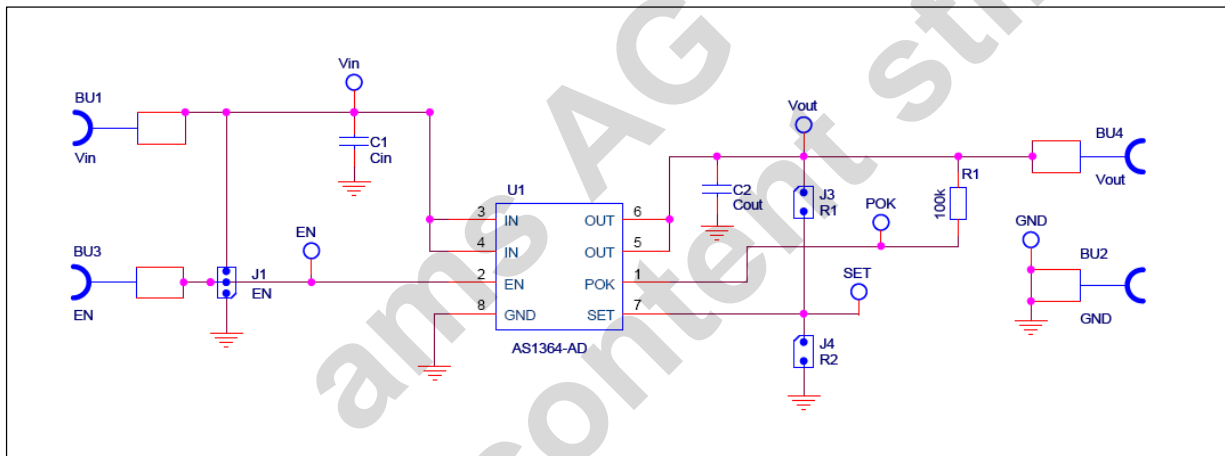 ams AG
content still
Vin
BU1
Vin
C1
Cin
BU3
EN
J1
EN
EN
U1
3 IN
4 IN
2 EN
8 GND
OUT 6
OUT 5
POK 1
SET 7
AS1364-AD
Vout
C2
Cout
J3
R1
POK
R1
100k
SET
J4
R2
BU4
Vout
GND
BU2
GND